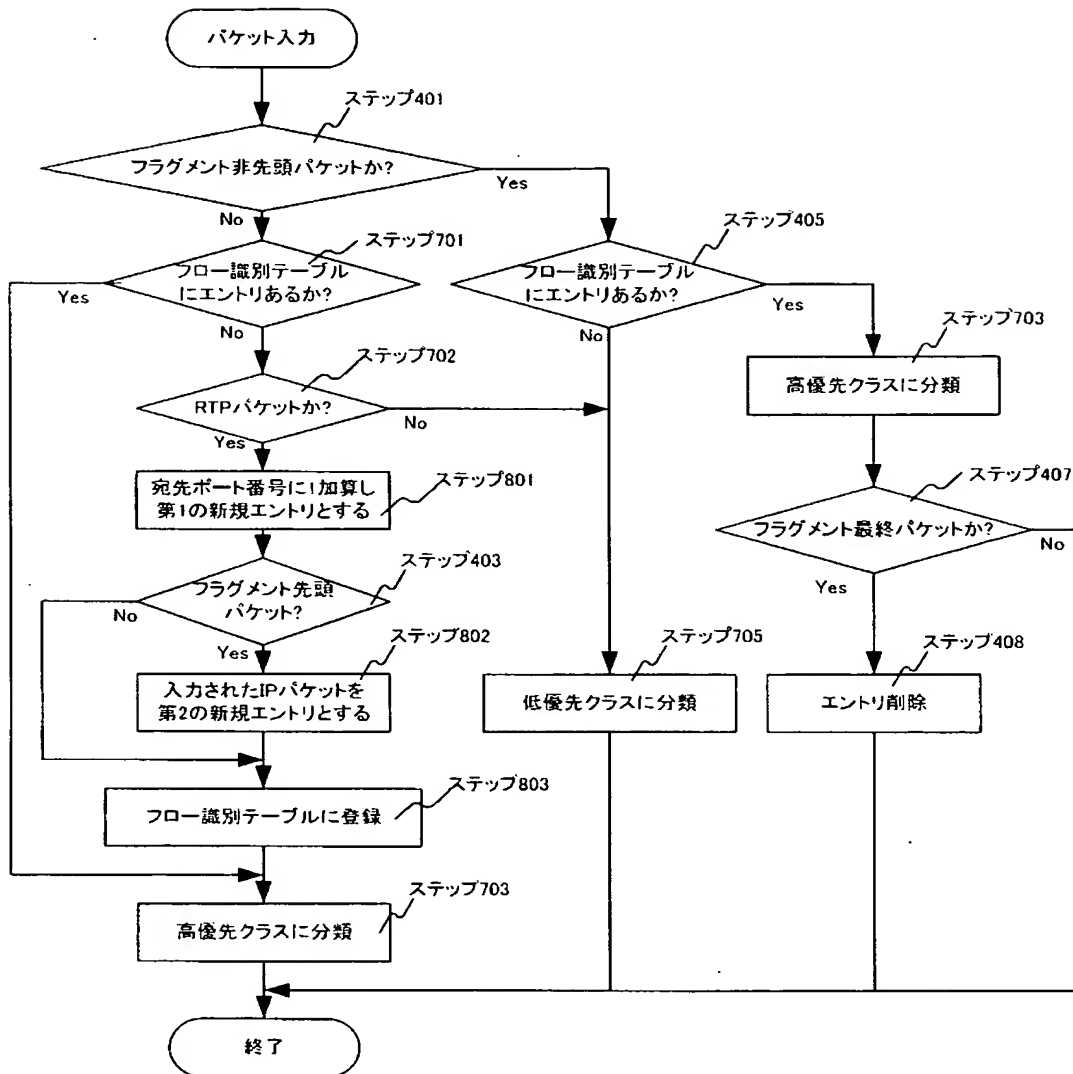 パケット入力
ステップ401
フラグメント非先頭パケットか?
Yes
No
ステップ701
フロー識別テーブル
にエントリあるか?
Yes
No
ステップ405
フロー識別テーブル
にエントリあるか?
Yes
No
ステップ702
RTPパケットか?
No
Yes
ステップ703
高優先クラスに分類
ステップ801
宛先ポート番号に1加算し
第1の新規エントリとする
ステップ407
フラグメント最終パケットか?
No
Yes
ステップ403
フラグメント先頭
パケット?
No
Yes
ステップ802
入力されたIPパケットを
第2の新規エントリとする
ステップ705
低優先クラスに分類
ステップ408
エントリ削除
ステップ803
フロー識別テーブルに登録
ステップ703
高優先クラスに分類
終了